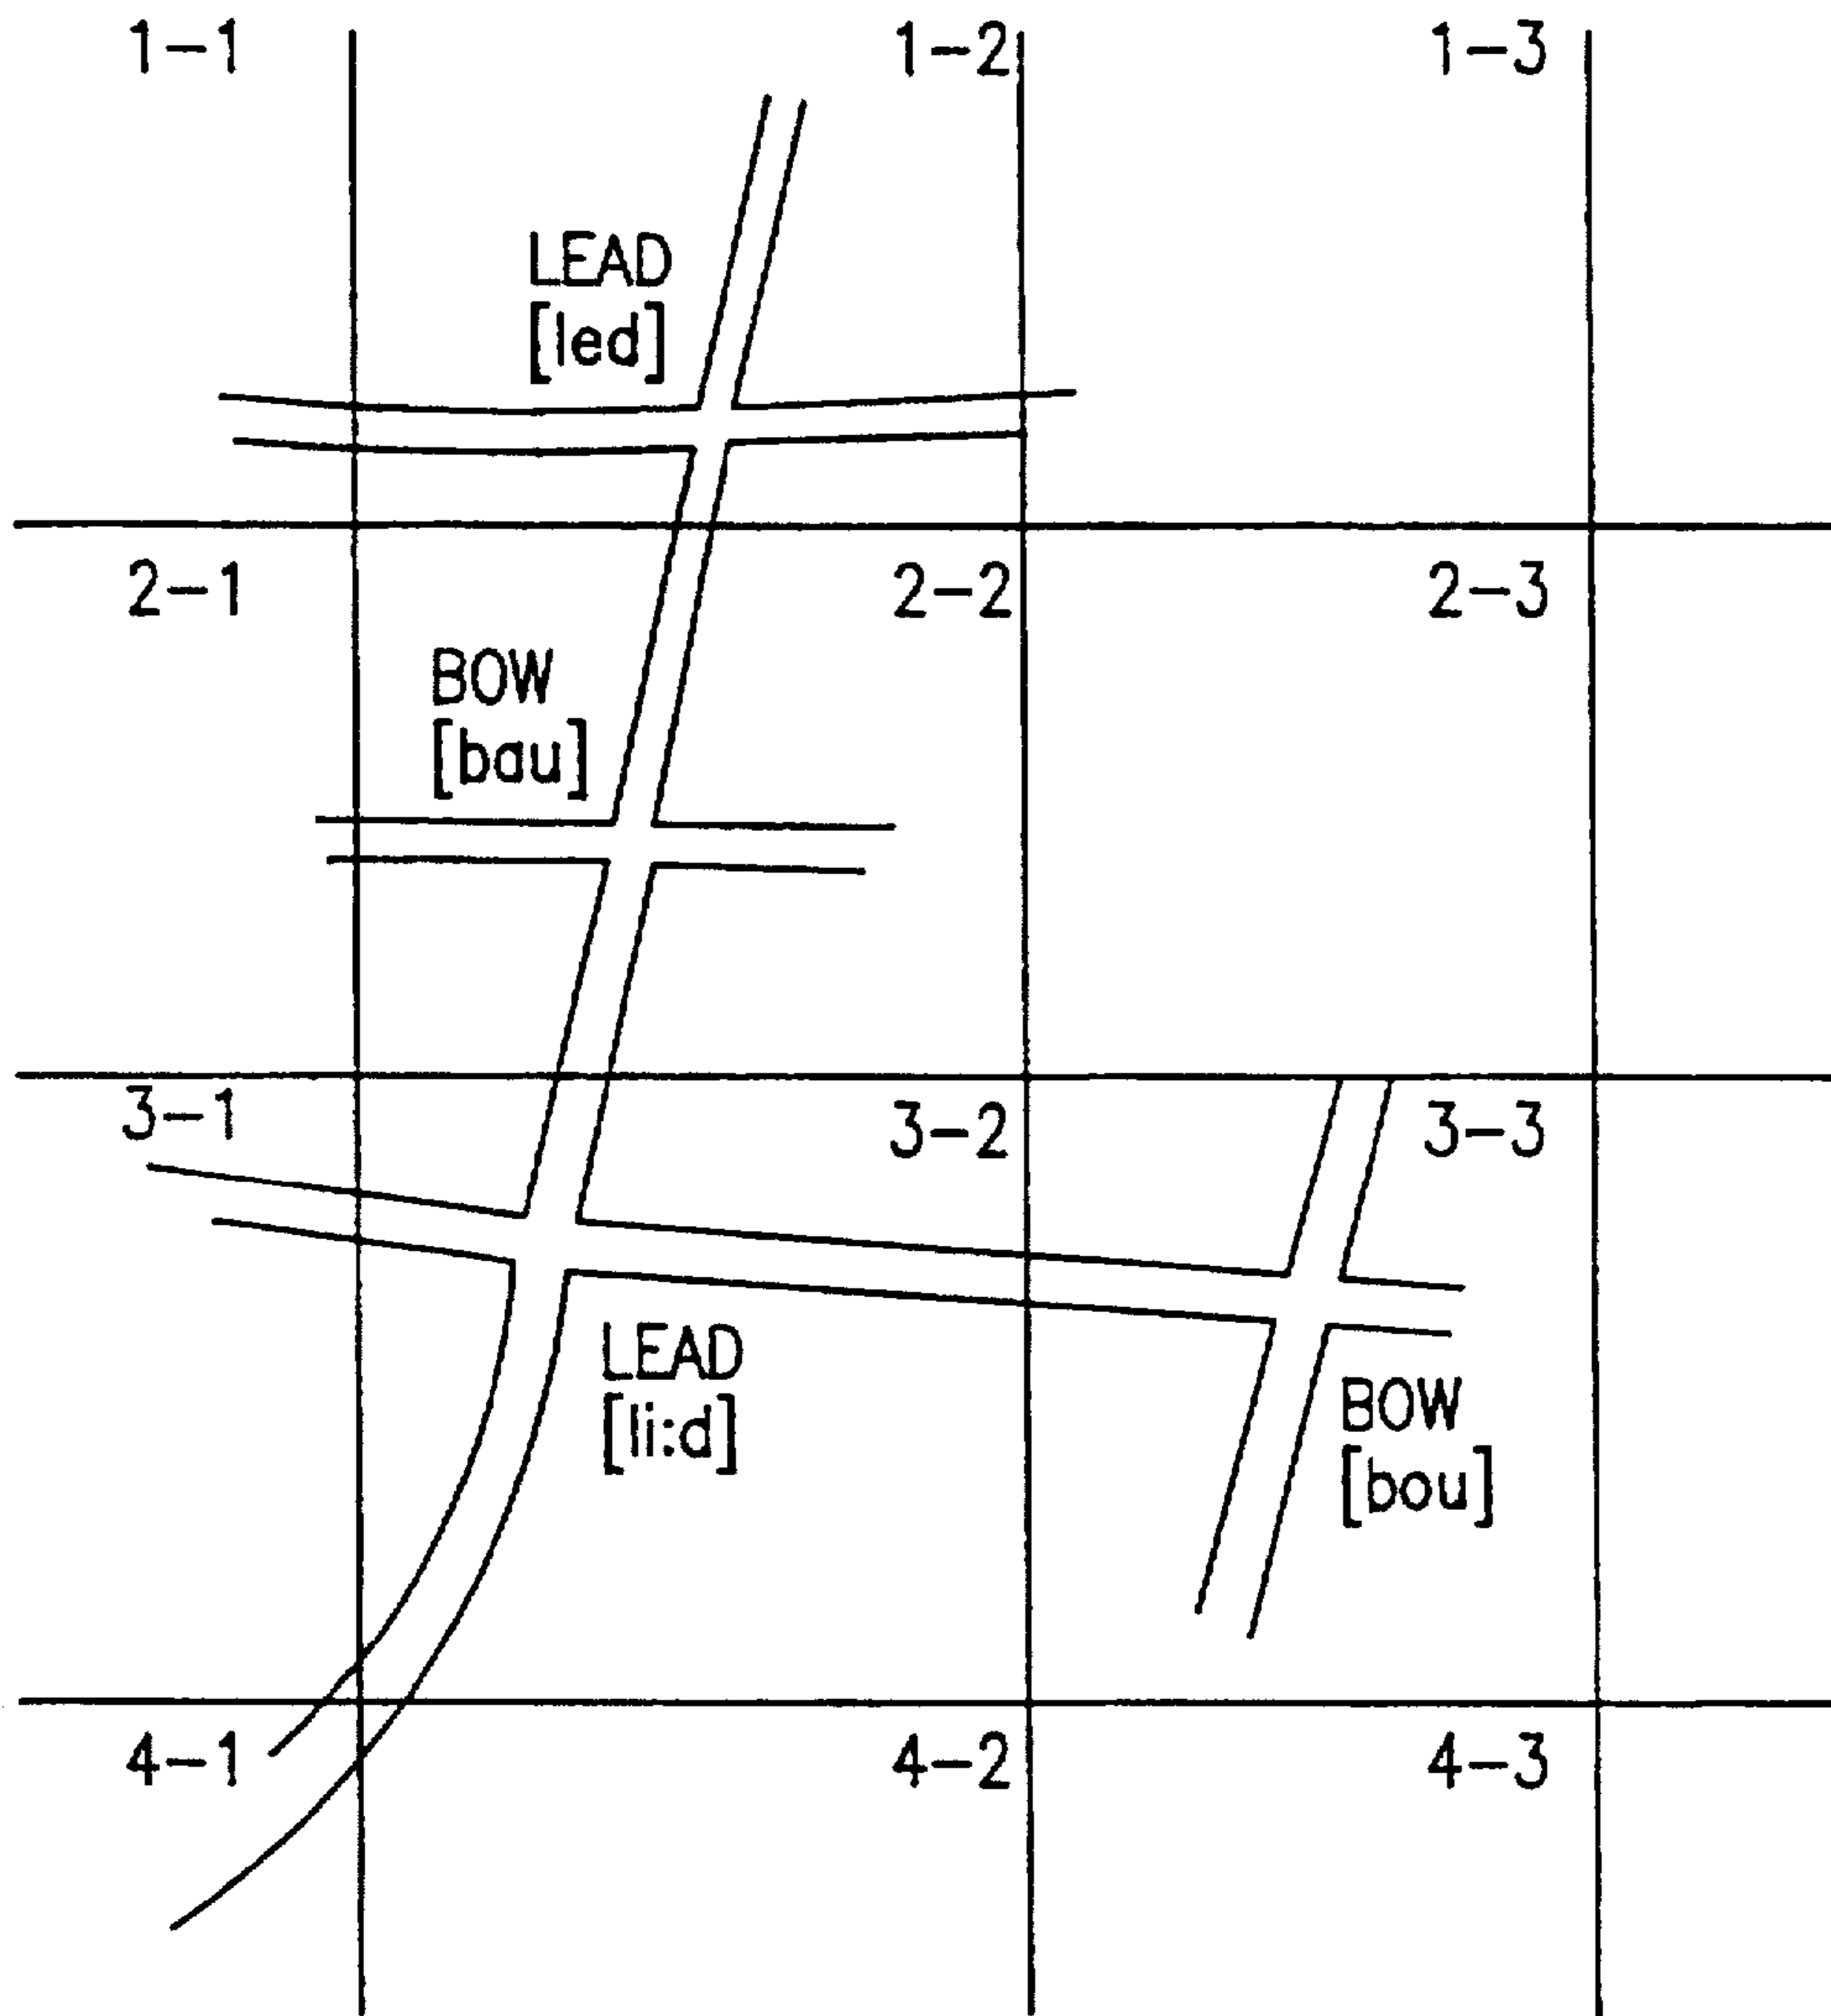 1-1 1-2 1-3
LEAD
[led]
2-1 2-2 2-3
BOW
[bau]
3-1 3-2 3-3
LEAD
[li:d]
BOW
[bou]
4-1 4-2 4-3